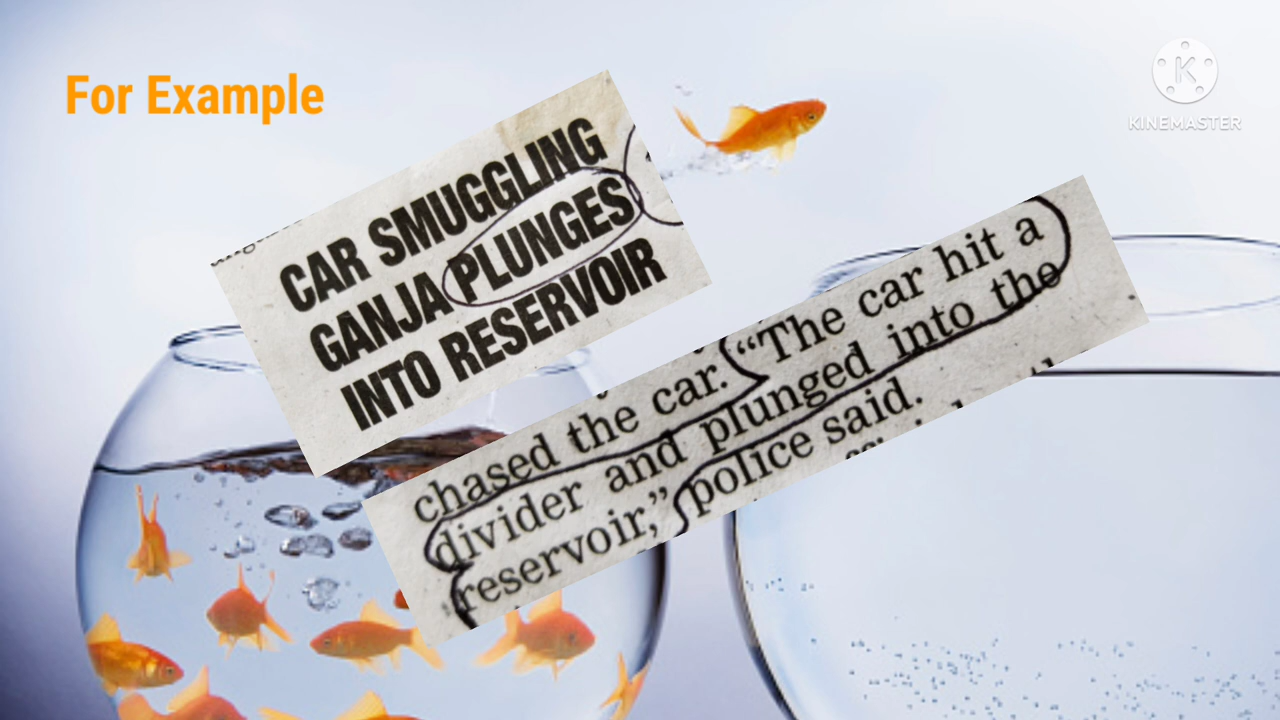 For Example
KINEMASTER
CAR SMUGGLING
GANJA PLUNGES
INTO RESERVOIR
chased the car. “The car hit a
divider and plunged into the
reservoir,” police said.